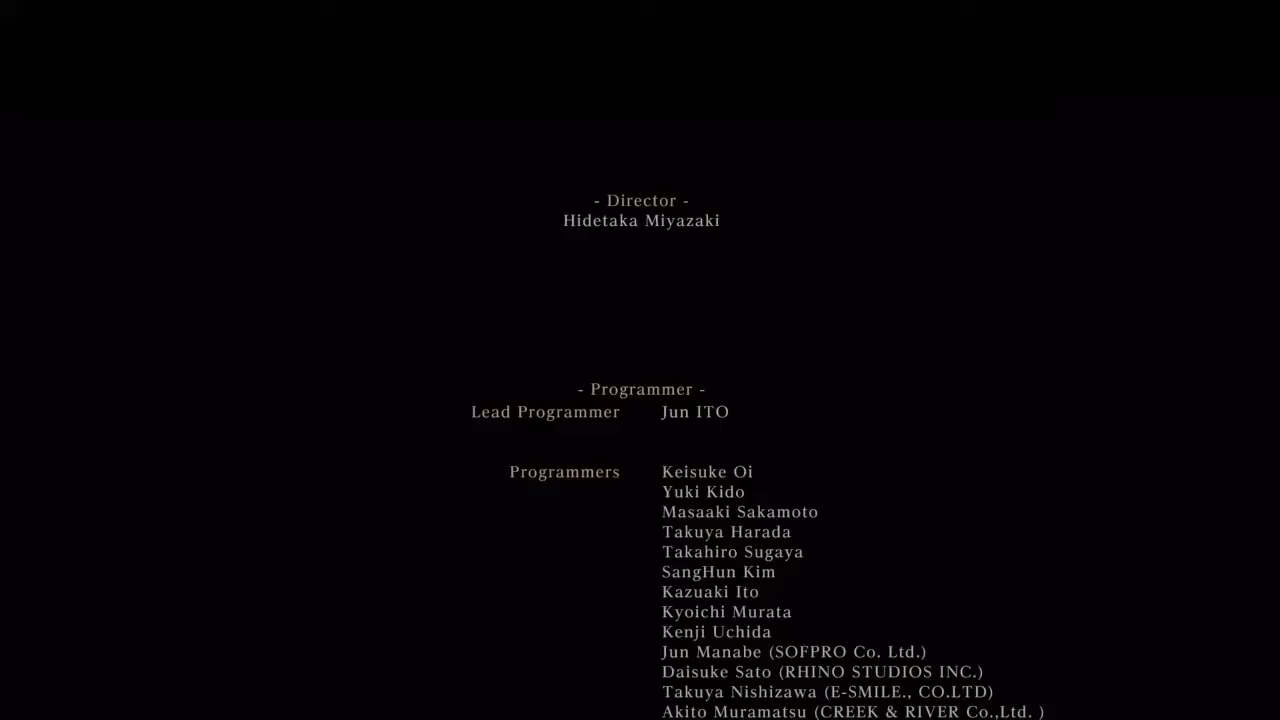 - Director -
Hidetaka Miyazaki
- Programmer -
Lead Programmer Jun ITO
Programmers Keisuke Oi
Yuki Kido
Masaaki Sakamoto
Takuya Harada
Takahiro Sugaya
SangHun Kim
Kazuaki Ito
Kyoichi Murata
Kenji Uchida
Jun Manabe (SOFPRO Co. Ltd.)
Daisuke Sato (RHINO STUDIOS INC.)
Takuya Nishizawa (E-SMILE., CO.LTD)
Akito Muramatsu (CREEK & RIVER Co.,Ltd. )